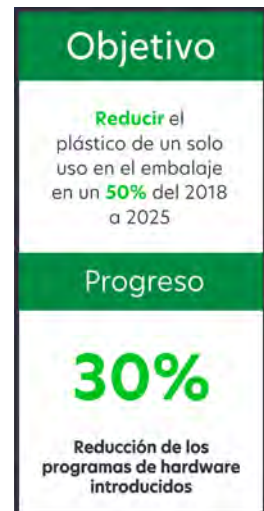 Objetivo
Reducir el
plástico de un solo
uso en el embalaje
en un 50% del 2018
a 2025
Progreso
30%
Reducción de los
programas de hardware
introducidos